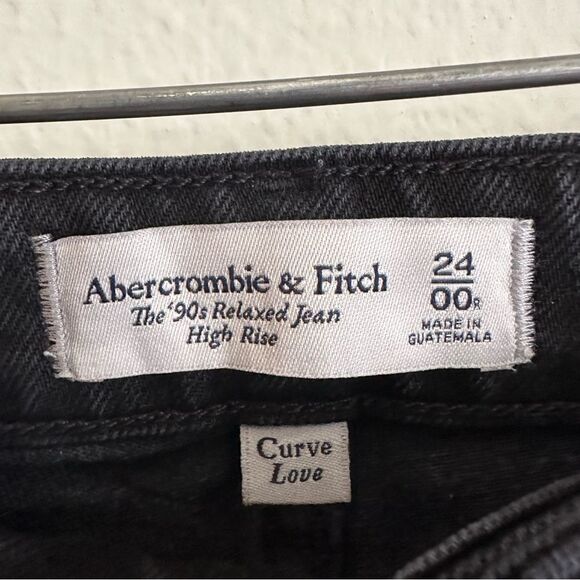 Abercrombie & Fitch
The '90s Relaxed Jean
High Rise
24
00R
MADE IN
GUATEMALA
Curve
Love